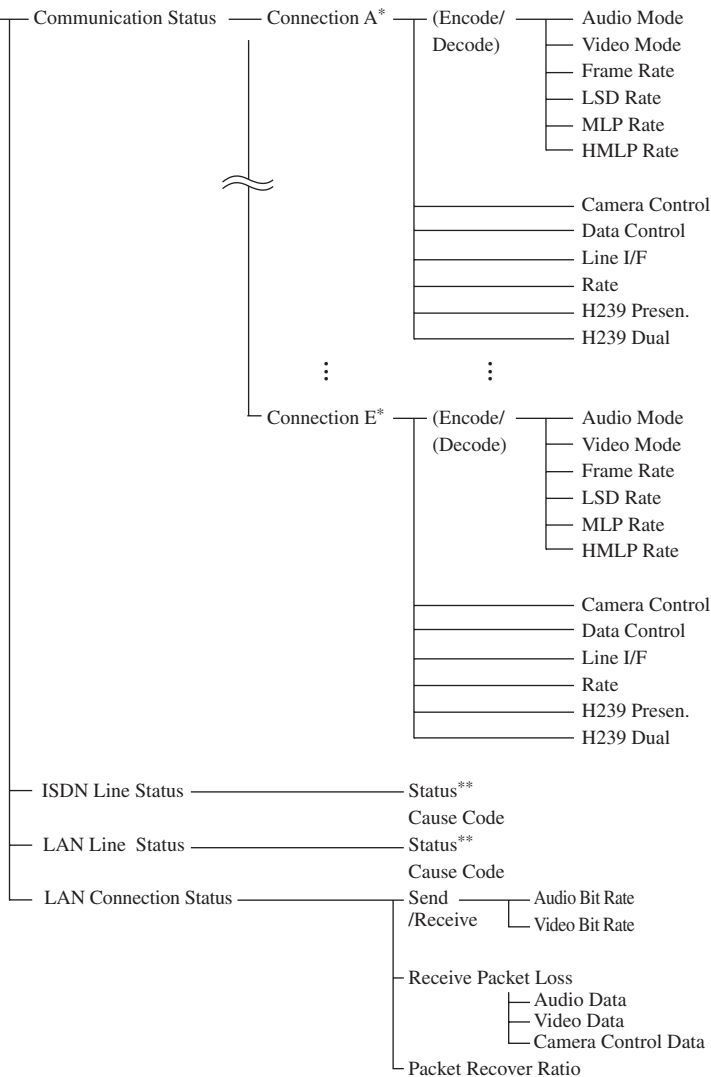 Communication Status Connection A* (Encode/ Audio Mode
Decode) Video Mode
Frame Rate
LSD Rate
MLP Rate
HMLP Rate
Camera Control
Data Control
Line I/F
Rate
H239 Presen.
H239 Dual
Connection E* (Encode/ Audio Mode
(Decode) Video Mode
Frame Rate
LSD Rate
MLP Rate
HMLP Rate
Camera Control
Data Control
Line I/F
Rate
H239 Presen.
H239 Dual
ISDN Line Status Status**
Cause Code
LAN Line Status Status**
Cause Code
LAN Connection Status Send Audio Bit Rate
/Receive Video Bit Rate
Receive Packet Loss
Audio Data
Video Data
Camera Control Data
Packet Recover Ratio